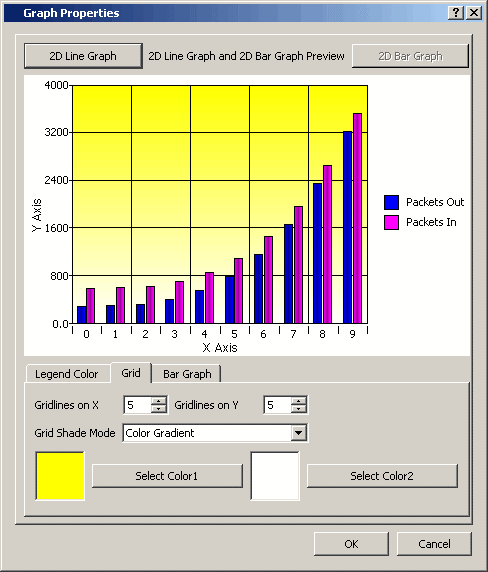 Graph Properties
2D Line Graph 2D Line Graph and 2D Bar Graph Preview 2D Bar Graph
4000
3200
2400
1600
800
0.0
Y Axis
0 1 2 3 4 5 6 7 8 9
X Axis
Packets Out
Packets In
Legend Color Grid Bar Graph
Gridlines on X 5 Gridlines on Y 5
Grid Shade Mode Color Gradient
Select Color1 Select Color2
OK Cancel